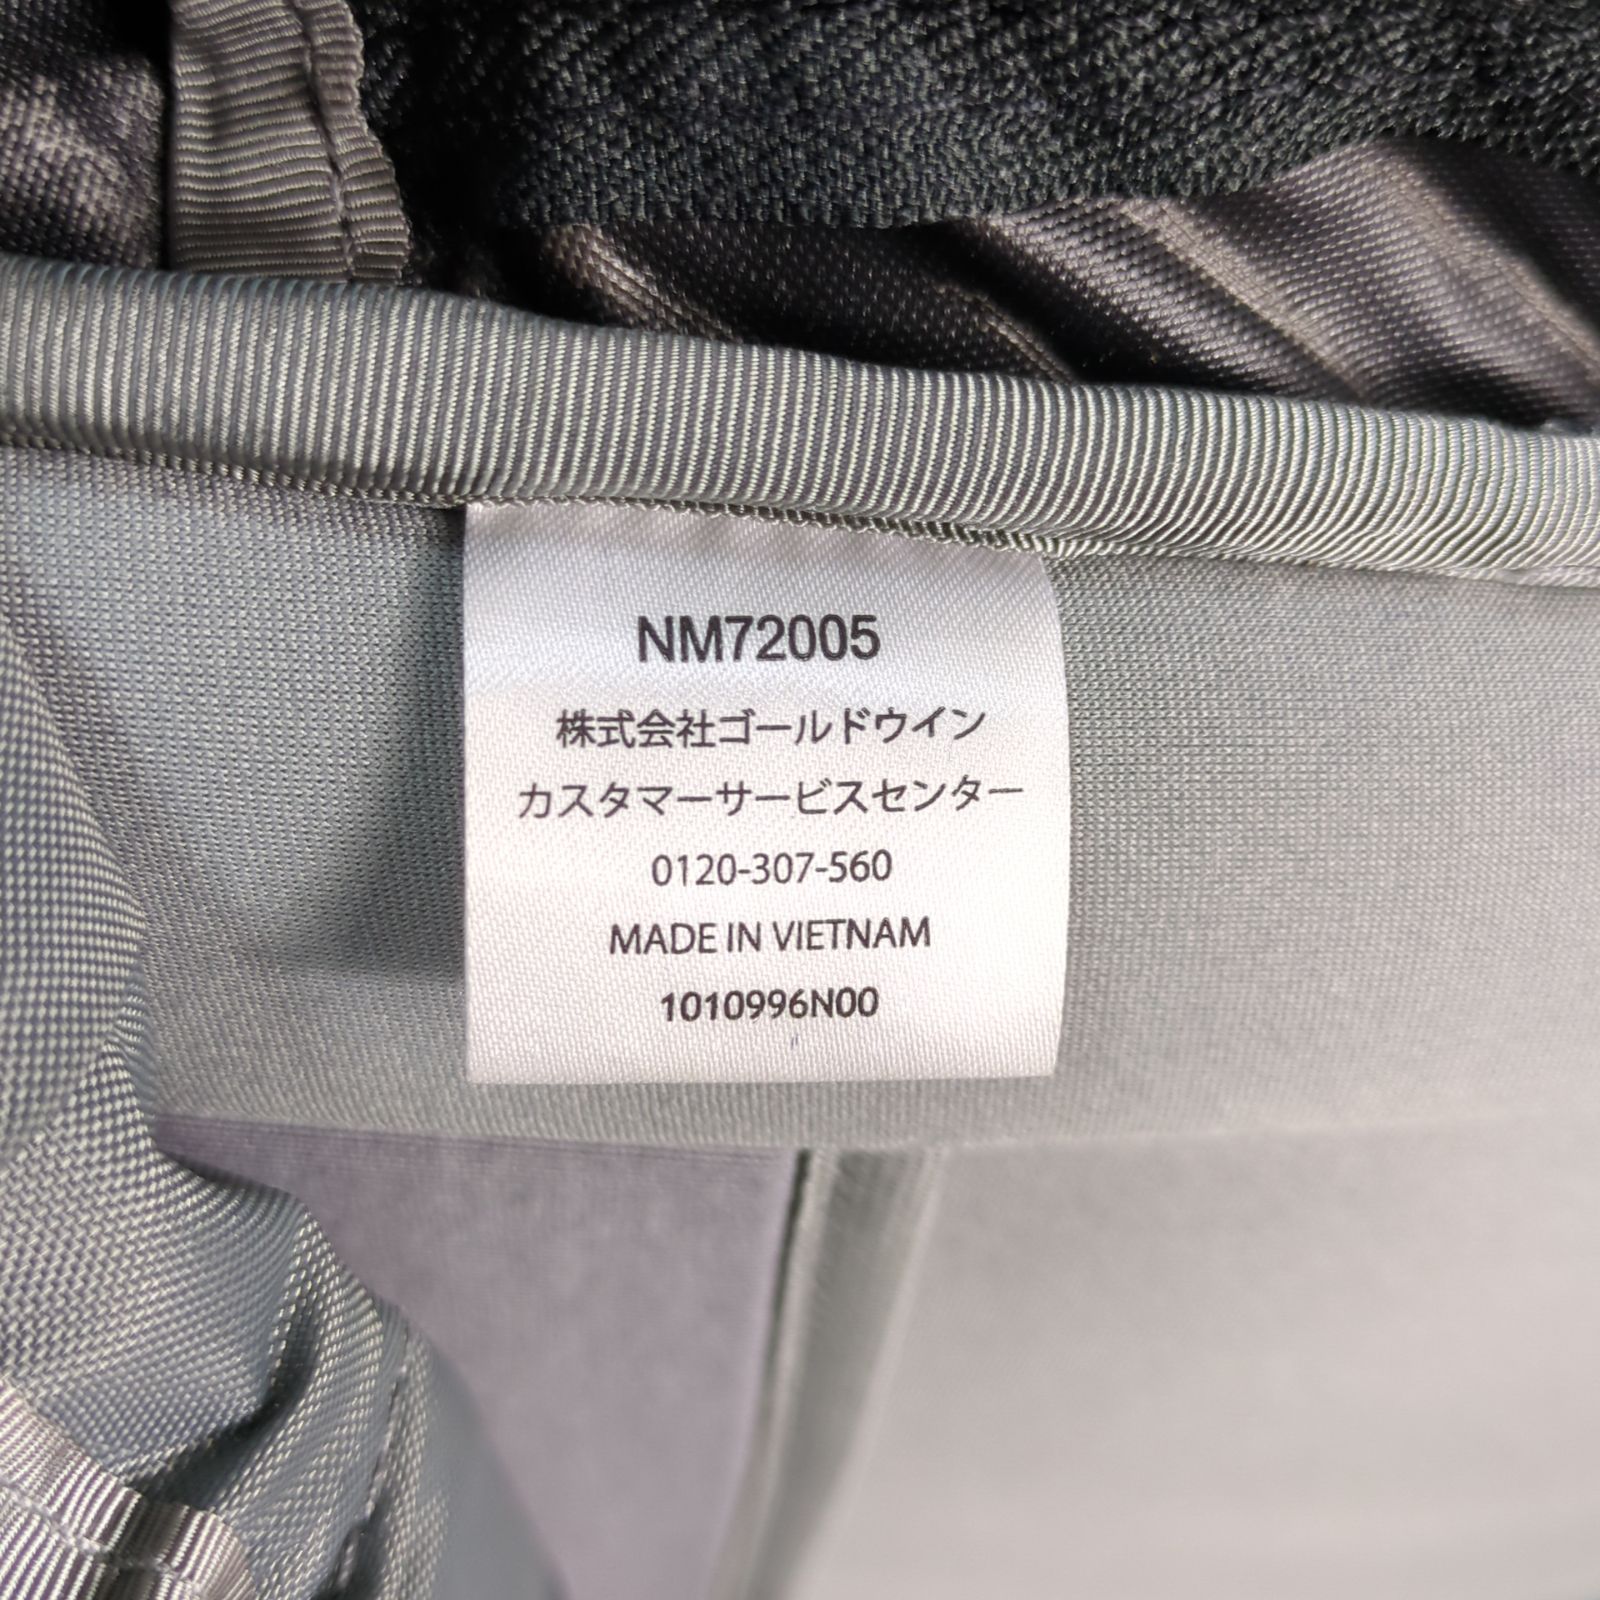 NM72005
株式会社ゴールドウイン
カスタマーサービスセンター
0120-307-560
MADE IN VIETNAM
1010996N00